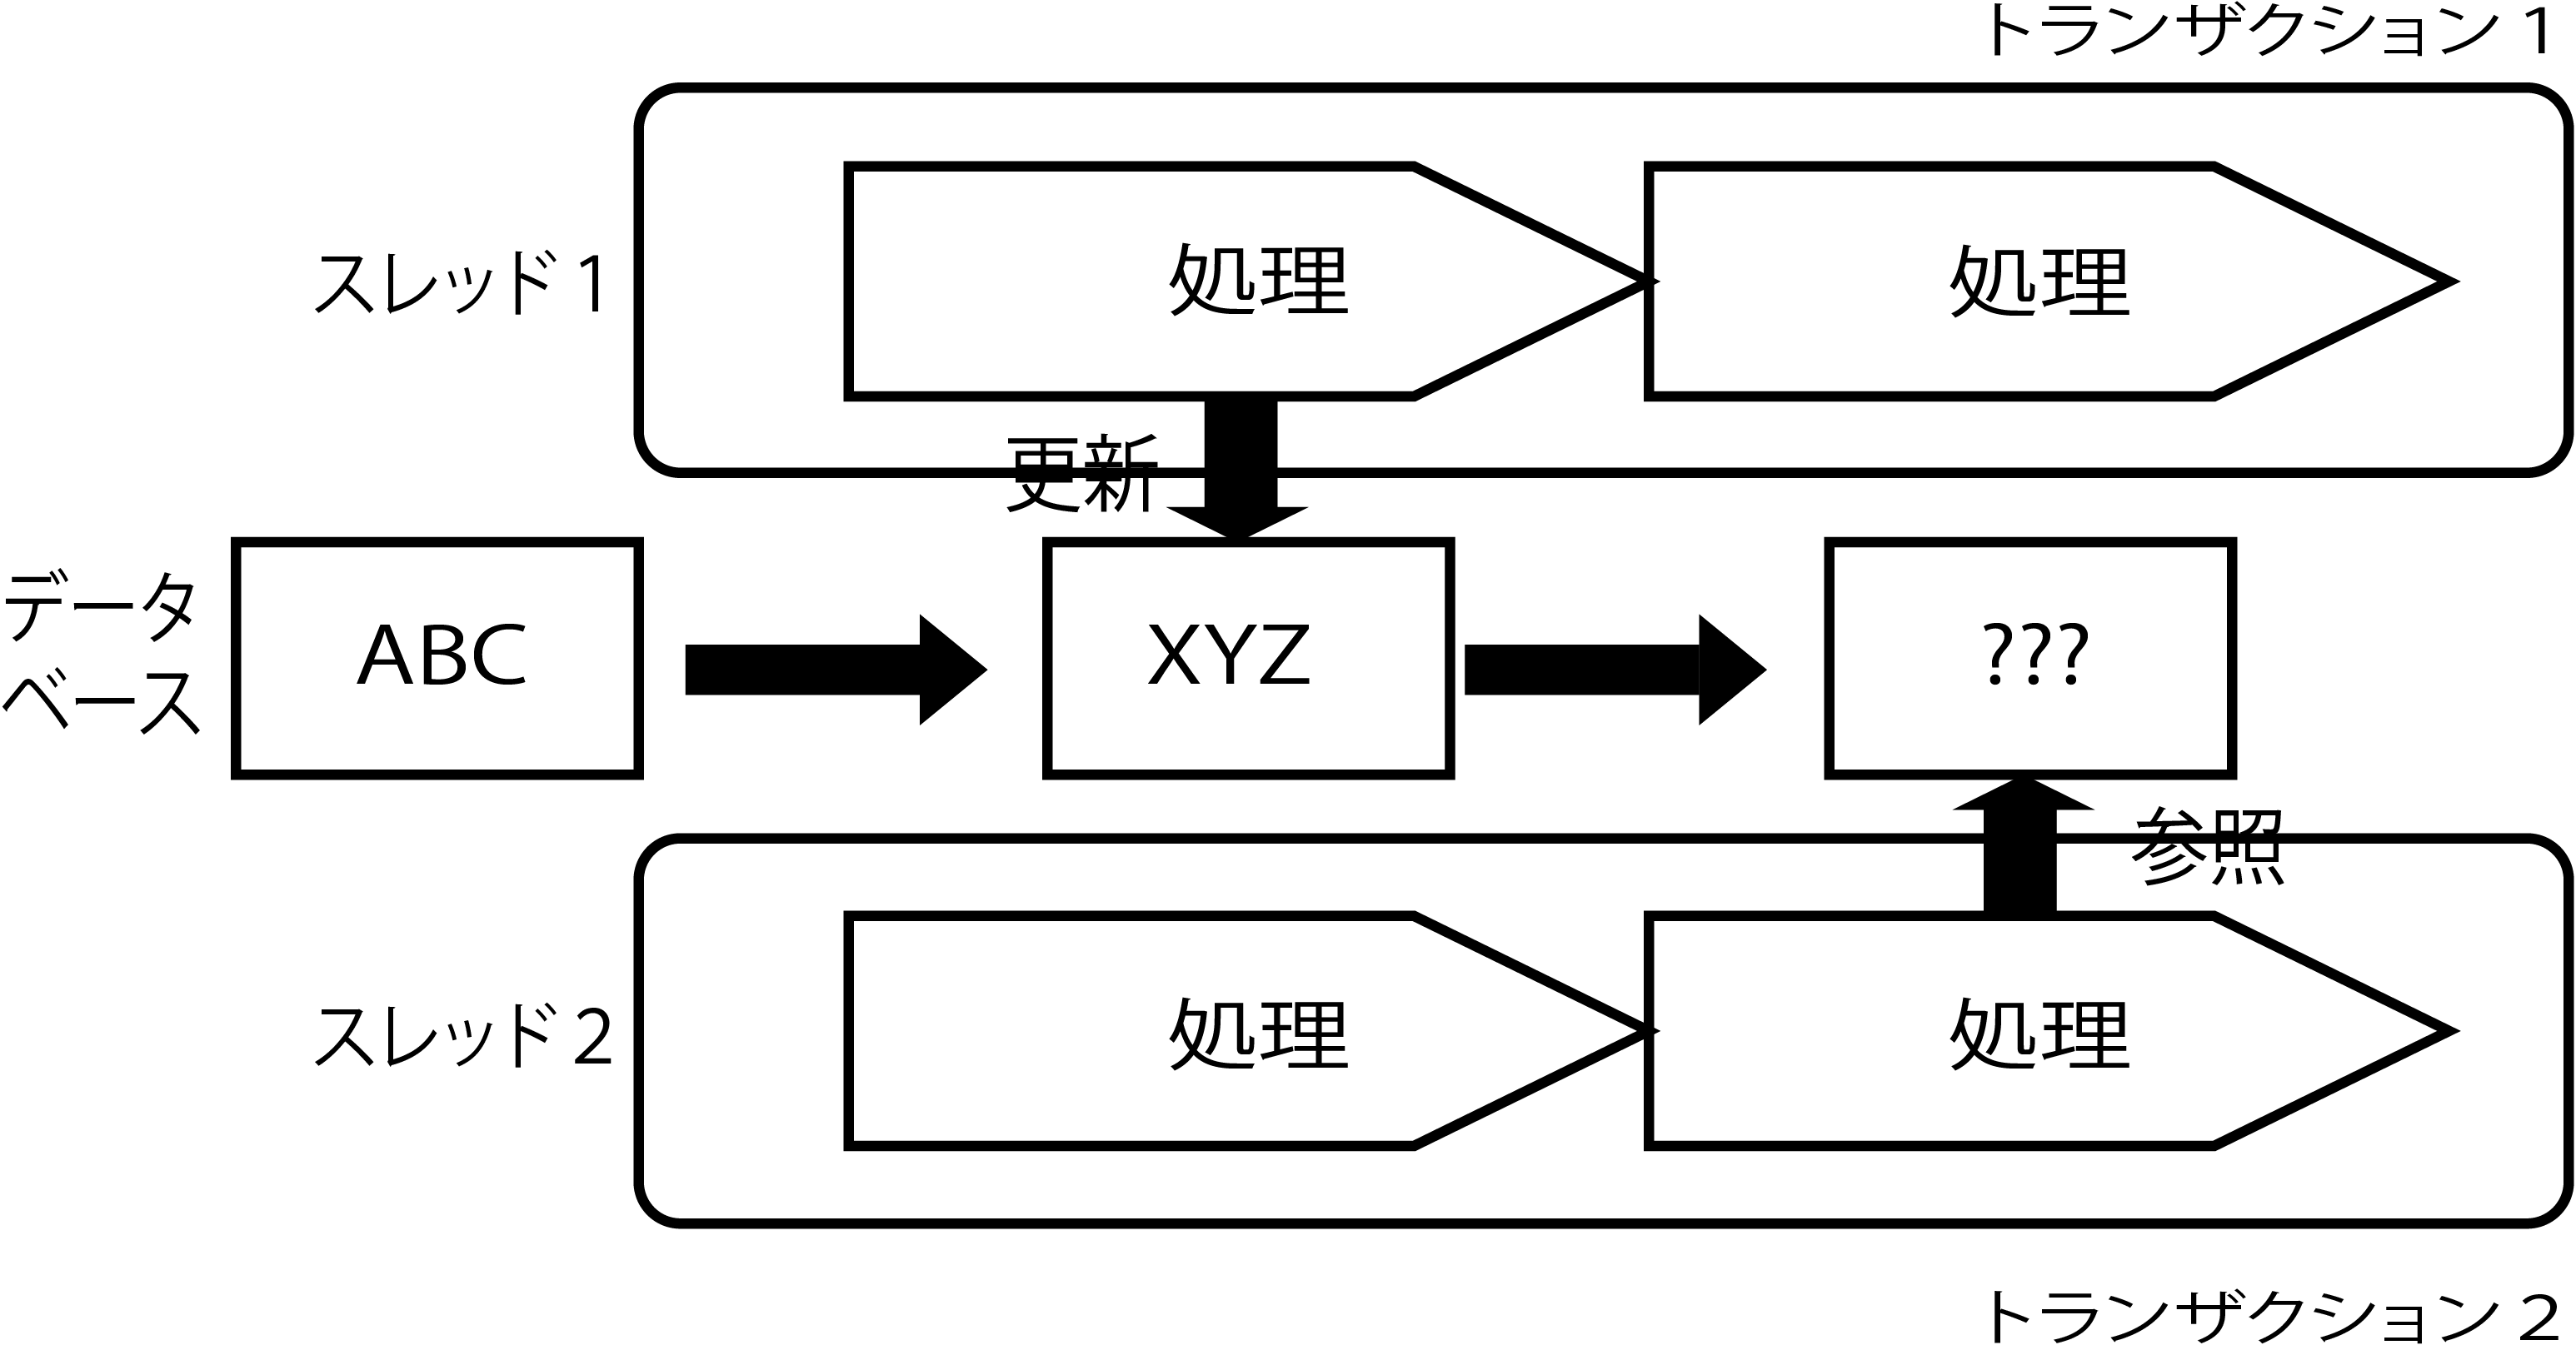 トランザクション 1
スレッド 1
処理
処理
更新
データ
ベース
ABC
XYZ
???
参照
スレッド 2
処理
処理
トランザクション 2